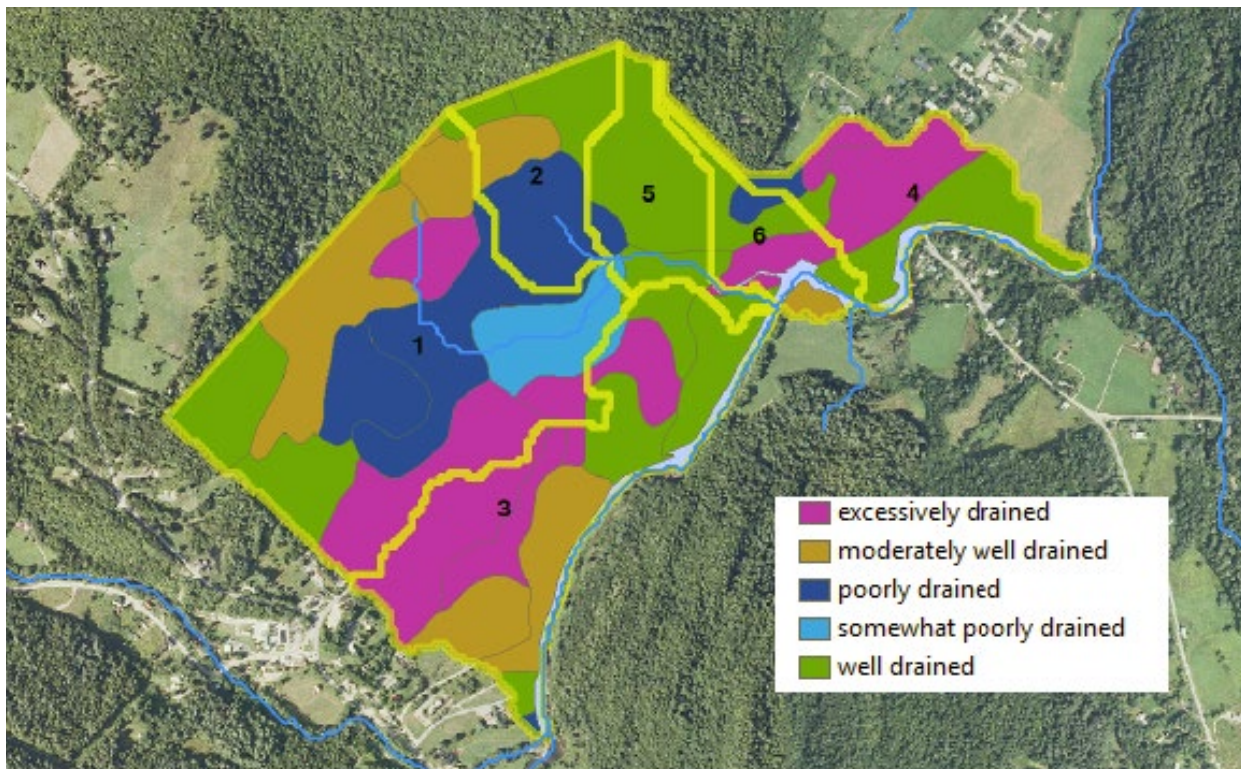 2
5
4
6
1
3
excessively drained
moderately well drained
poorly drained
somewhat poorly drained
well drained